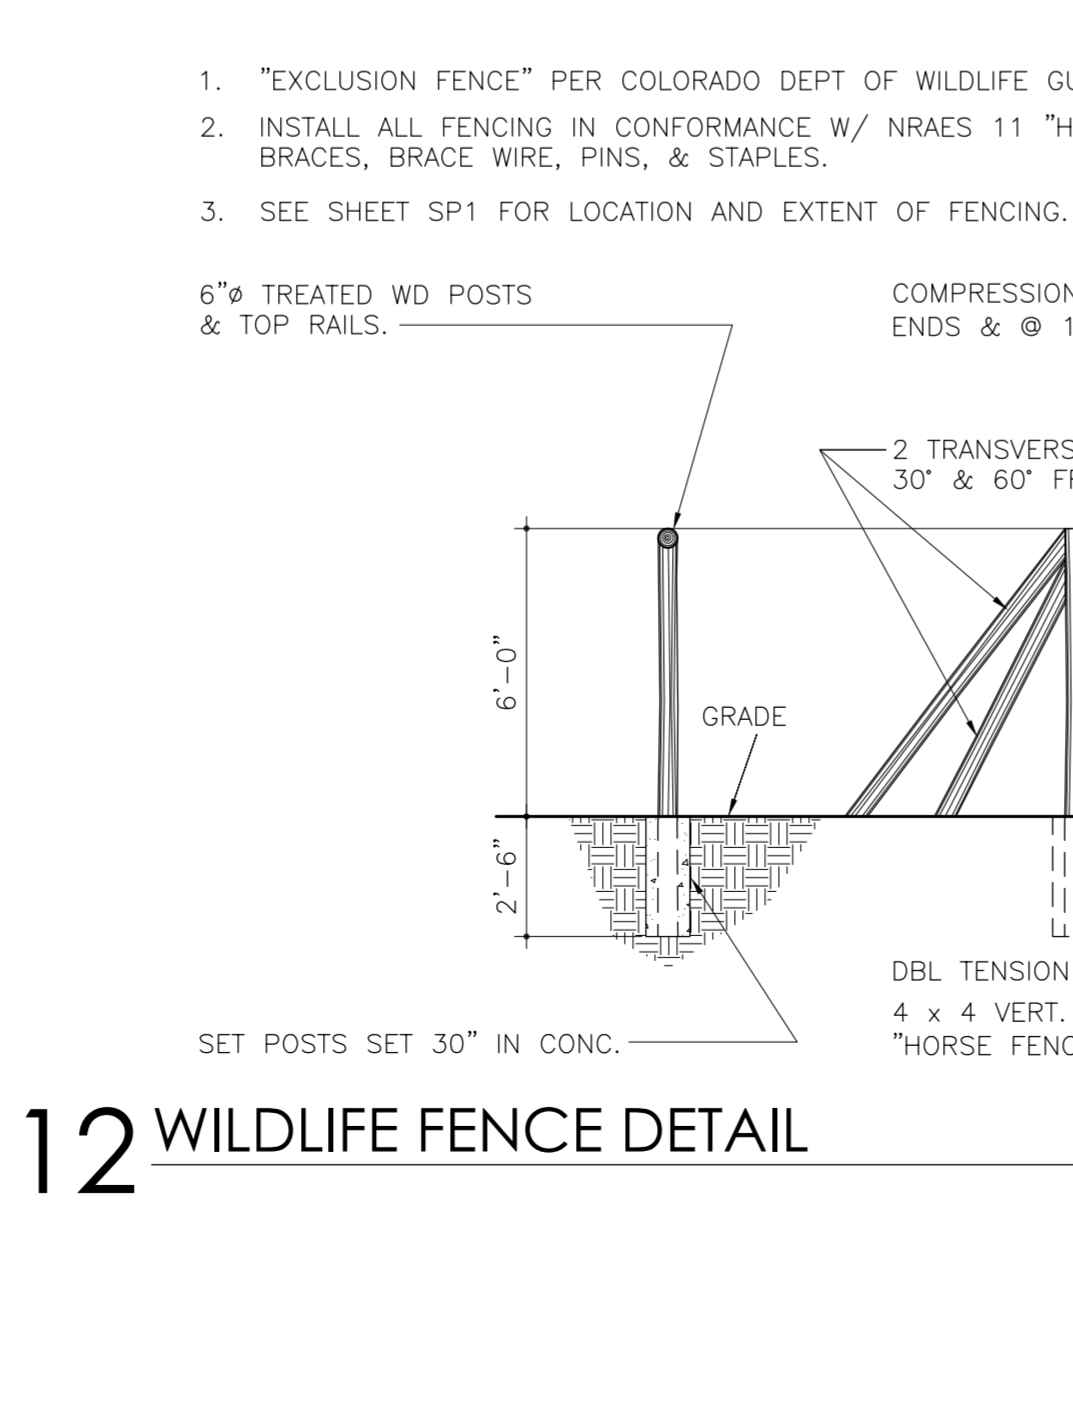 1. "EXCLUSION FENCE" PER COLORADO DEPT OF WILDLIFE
2. INSTALL ALL FENCING IN CONFORMANCE W/ NRAES 11
BRACES, BRACE WIRE, PINS, & STAPLES.
3. SEE SHEET SP1 FOR LOCATION AND EXTENT OF FENCING.
6"ø TREATED WD POSTS
& TOP RAILS.
COMPRESSION
ENDS & @
2 TRANSVERS
30° & 60°
6'-0"
GRADE
2'-6"
DBL TENSION
4 x 4 VERT.
"HORSE FENC
SET POSTS SET 30" IN CONC.
12 WILDLIFE FENCE DETAIL